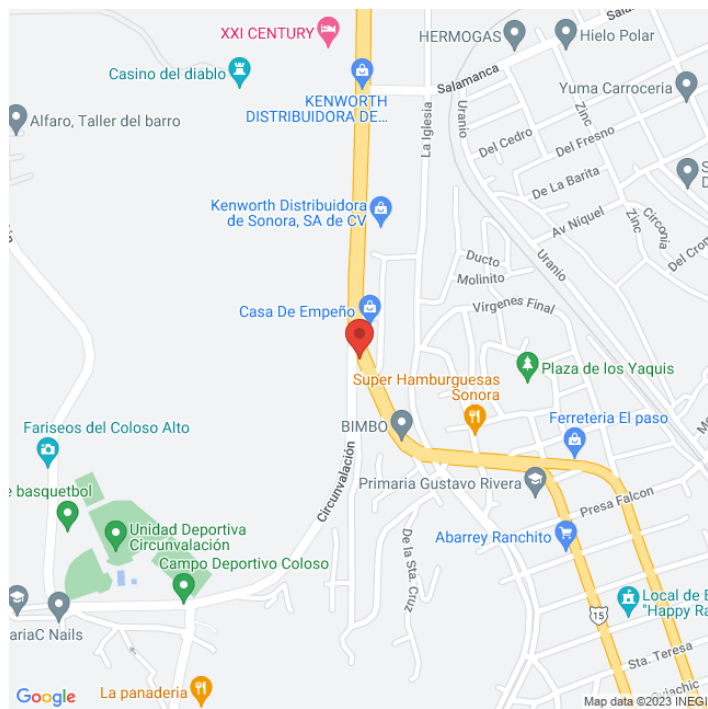 XXI CENTURY
HERMOGAS
Hielo Polar
Casino del diablo
Salamanca
Yuma Carroceria
KENWORTH
DISTRIBUIDORA DE...
Alfaro, Taller del barro
La Iglesia
Uranio
Zinc
Del Cedro
Del Fresno
De La Barita
Kenworth Distribuidora
de Sonora, SA de CV
Av Níquel
Zinc
Circonia
Del Crom
Ducto
Molinito
Uranio
Casa De Empeño
Vírgenes Final
Plaza de los Yaquis
Super Hamburguesas
Sonora
Fariseos del Coloso Alto
BIMBO
Ferreteria El paso
e basquetbol
Circunvalación
Primaria Gustavo Rivera
Presa Falcon
Unidad Deportiva
Circunvalación
Abarrey Ranchito
Campo Deportivo Coloso
De la Sta. Cruz
Local de E
"Happy Ra
15
ariaC Nails
Sta. Teresa
La panaderia
Google
Map data ©2023 INEGI